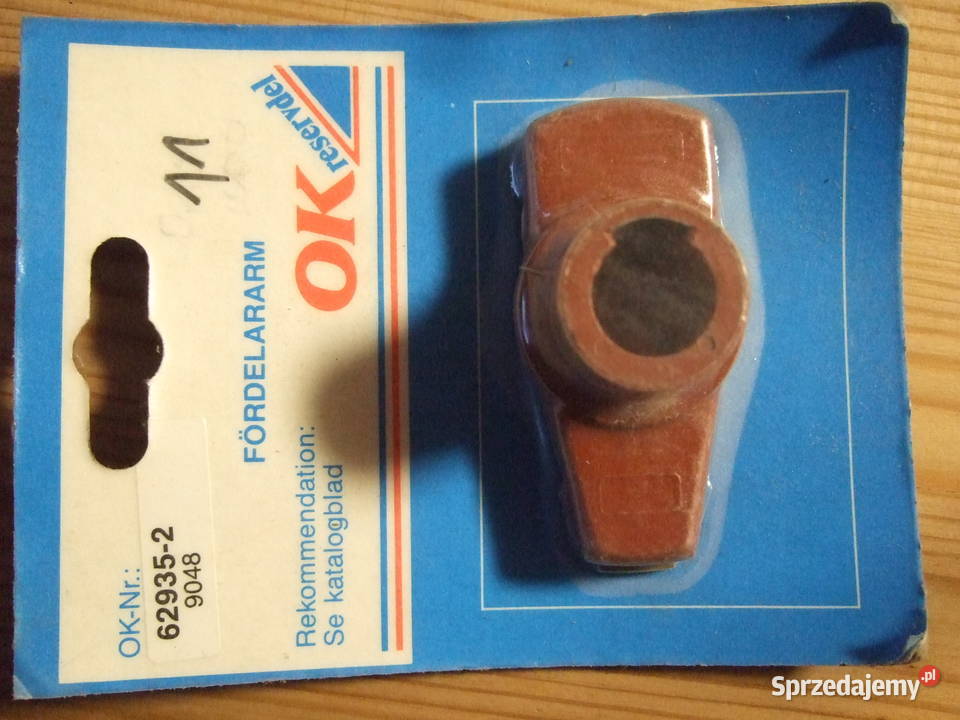 reservdel
OK
11
FÖRDELARARM
OK-Nr.:
62935-2
9048
Rekommendation:
Se katalogblad
Sprzedajemy.pl